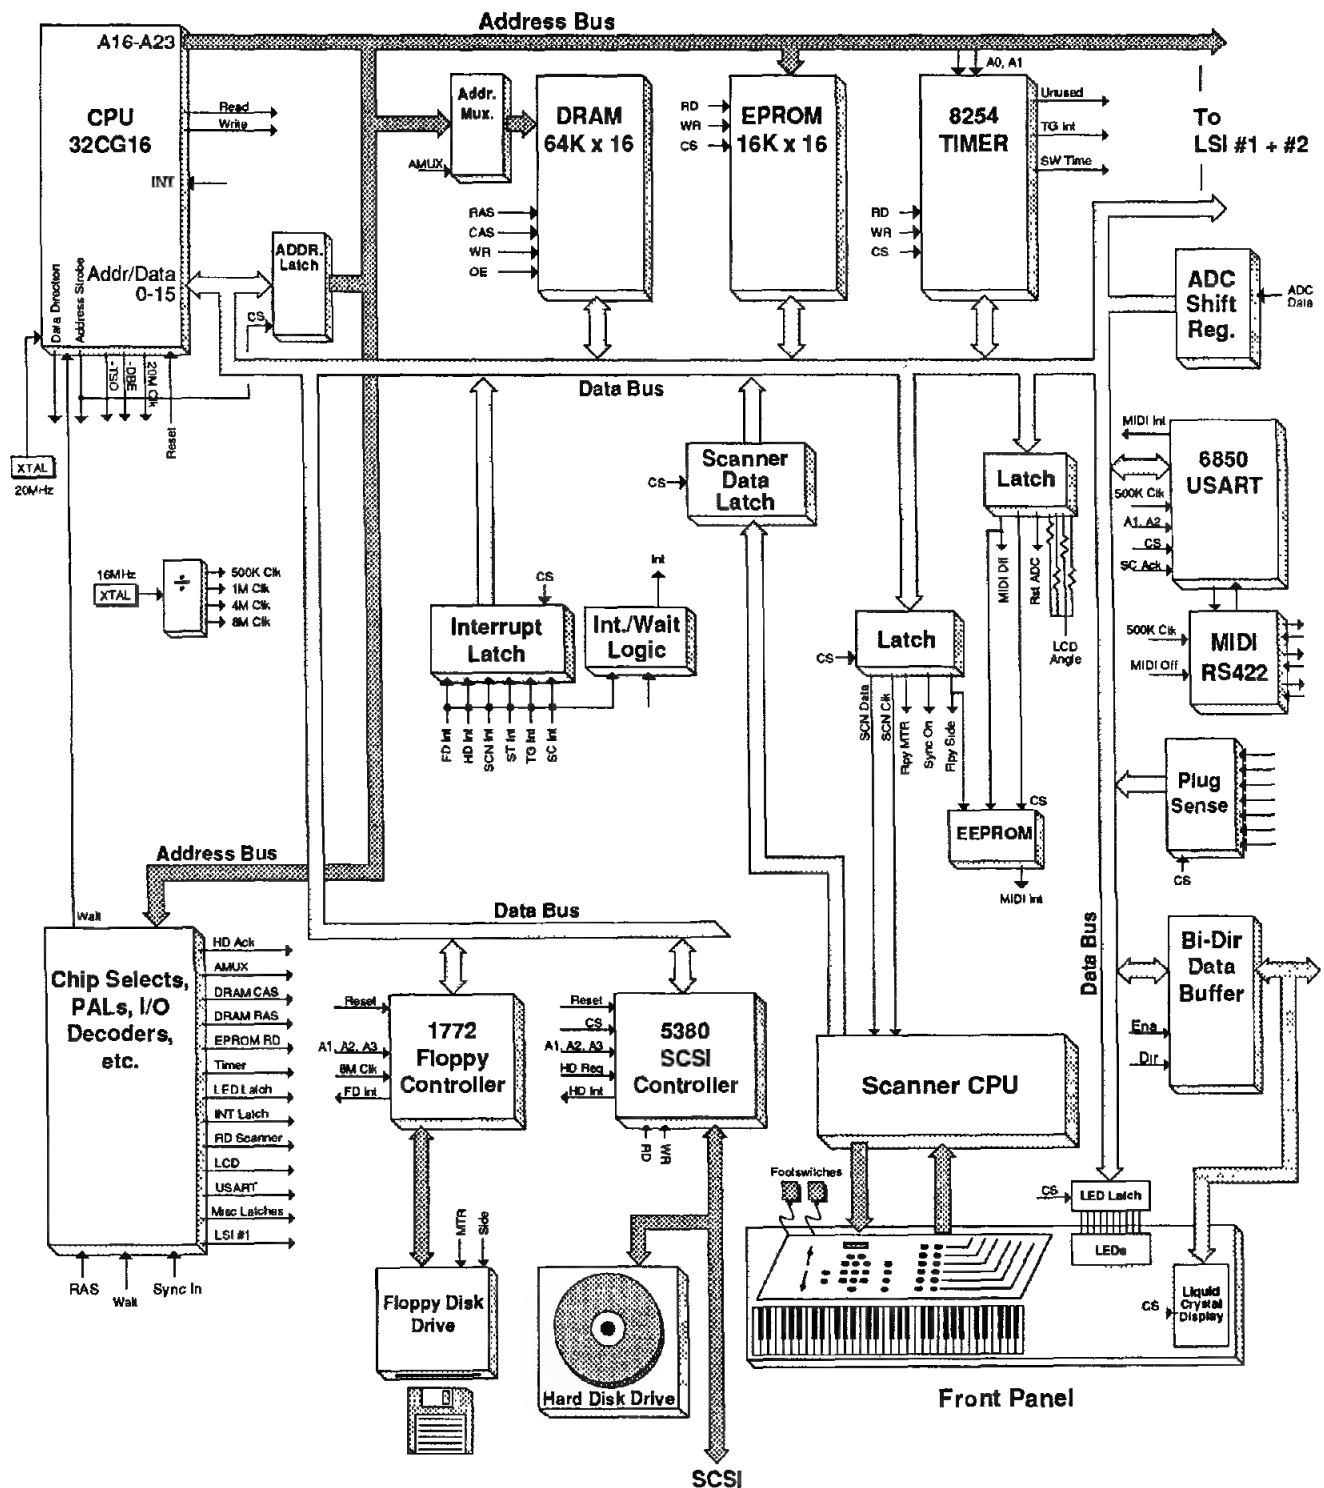 Address Bus
A16-A23
CPU
32CG16
Read
Write
INT
Addr/Data
0-15
Data Direction
Address Strobe
-TSO
-DBE
20M Clk
Reset
XTAL
20MHz
ADDR.
Latch
CS
Addr.
Mux.
AMUX
DRAM
64K x 16
RAS
CAS
WR
OE
EPROM
16K x 16
RD
WR
CS
A0, A1
8254
TIMER
RD
WR
CS
Unused
TG Int
SW Time
To
LSI #1 + #2
ADC
Shift
Reg.
ADC
Data
Data Bus
MIDI Int
6850
USART
500K Clk
A1, A2
CS
SC Ack
500K Clk
MIDI Off
MIDI
RS422
Scanner
Data
Latch
CS
Latch
MIDI Off
Rst ADC
LCD
Angle
16MHz
XTAL
÷
500K Clk
1M Clk
4M Clk
8M Clk
CS
Interrupt
Latch
Int
Int./Wait
Logic
FD Int
HD Int
SCN Int
ST Int
TG Int
SC Int
Latch
CS
SCN Data
SCN Clk
Flpy MTR
Sync On
Flpy Side
CS
EEPROM
MIDI Int
Plug
Sense
CS
Address Bus
Wait
Chip Selects,
PALs, I/O
Decoders,
etc.
HD Ack
AMUX
DRAM CAS
DRAM RAS
EPROM RD
Timer
LED Latch
INT Latch
RD Scanner
LCD
USART
Misc Latches
LSI #1
RAS
Wait
Sync In
Data Bus
Reset
A1, A2, A3
8M Clk
FD Int
1772
Floppy
Controller
Reset
CS
A1, A2, A3
HD Req
HD Int
5380
SCSI
Controller
RD
WR
MTR
Side
Floppy Disk
Drive
Hard Disk Drive
SCSI
Scanner CPU
Data Bus
Bi-Dir
Data
Buffer
Ena
Dir
Footswitches
CS
LED Latch
LEDs
CS
Liquid
Crystal
Display
Front Panel